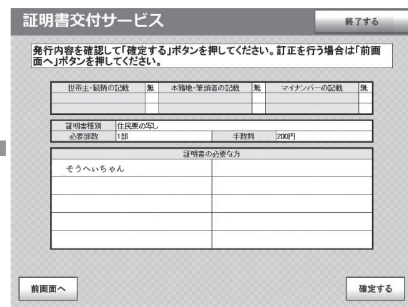 証明書交付サービス
終了する
発行内容を確認して「確定する」ボタンを押してください。訂正を行う場合は「前画
面へ」ボタンを押してください。
世帯主・続柄の記載 無 本籍地・筆頭者の記載 無 マイナンバーの記載 無
証明書種別 住民票の写し
必要部数 1部 手数料 200円
証明書の必要な方
そうへいちゃん
前画面へ
確定する